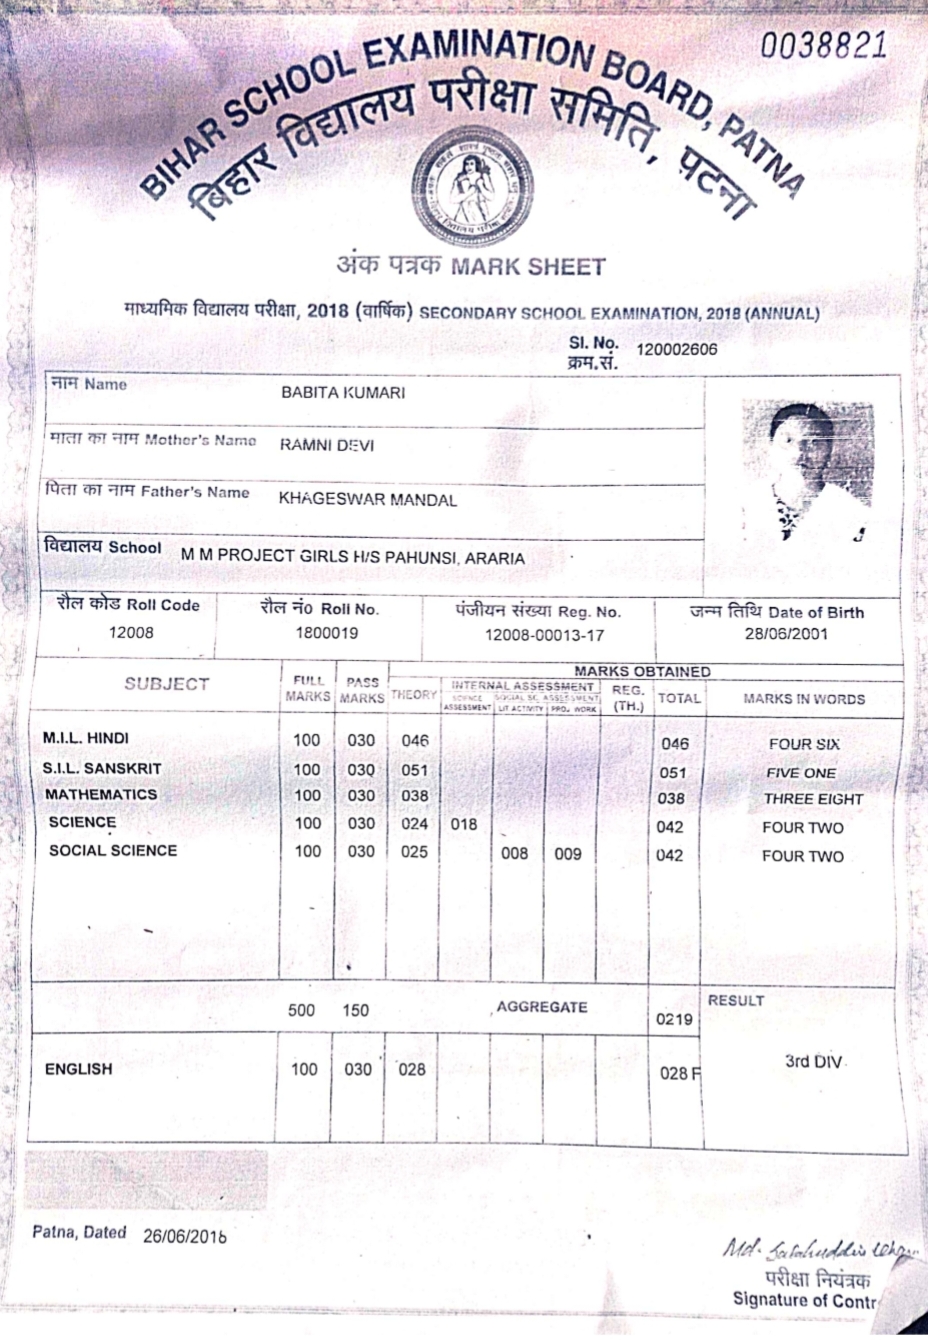 0038821
BIHAR SCHOOL EXAMINATION BOARD, PATNA
बिहार विद्यालय परीक्षा समिति, पटना
अंक पत्रक MARK SHEET
माध्यमिक विद्यालय परीक्षा, 2018 (वार्षिक) SECONDARY SCHOOL EXAMINATION, 2018 (ANNUAL)
Sl. No. क्रम.सं. 120002606
नाम Name BABITA KUMARI
माता का नाम Mother's Name RAMNI DEVI
पिता का नाम Father's Name KHAGESWAR MANDAL
विद्यालय School M M PROJECT GIRLS H/S PAHUNSI, ARARIA
रौल कोड Roll Code रौल नं० Roll No. पंजीयन संख्या Reg. No. जन्म तिथि Date of Birth
12008 1800019 12008-00013-17 28/06/2001
MARKS OBTAINED
SUBJECT FULL MARKS PASS MARKS THEORY INTERNAL ASSESSMENT REG. (TH.) TOTAL MARKS IN WORDS
SCIENCE ASSESSMENT SOCIAL SC. ASSESSMENT LIT ACTIVITY PROJ. WORK
M.I.L. HINDI 100 030 046 046 FOUR SIX
S.I.L. SANSKRIT 100 030 051 051 FIVE ONE
MATHEMATICS 100 030 038 038 THREE EIGHT
SCIENCE 100 030 024 018 042 FOUR TWO
SOCIAL SCIENCE 100 030 025 008 009 042 FOUR TWO
500 150 AGGREGATE 0219 RESULT
ENGLISH 100 030 028 028 F 3rd DIV.
Patna, Dated 26/06/2018
परीक्षा नियंत्रक
Signature of Contr